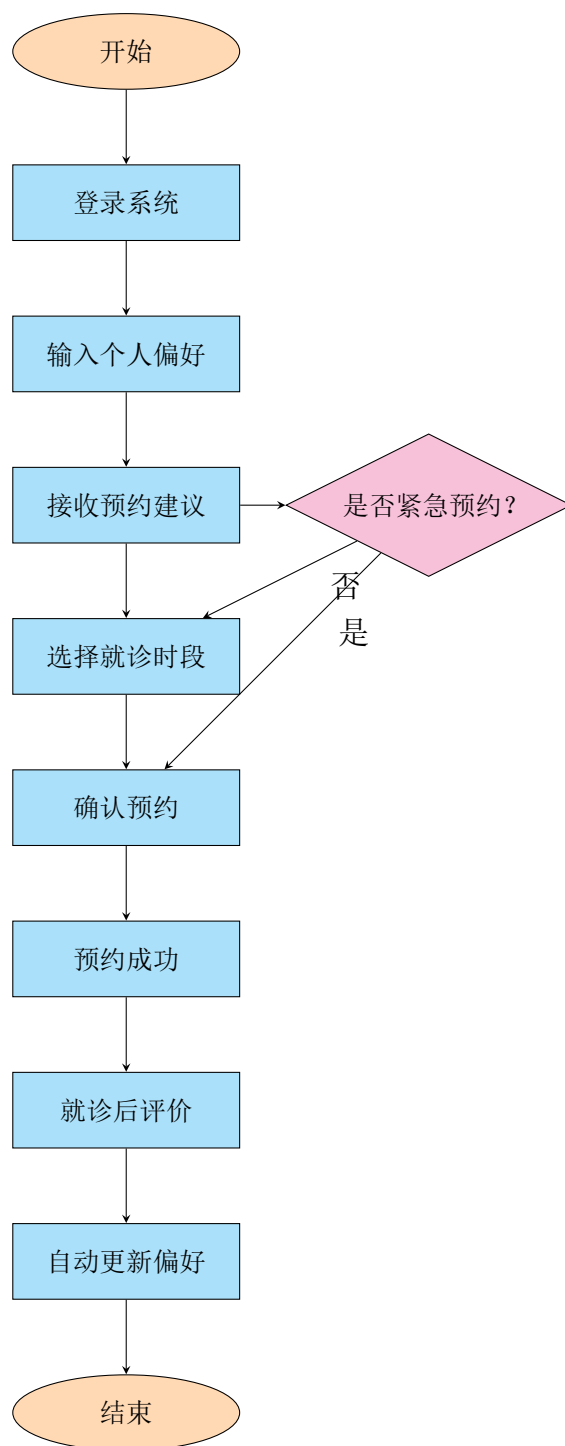 开始
登录系统
输入个人偏好
接收预约建议
是否紧急预约？
否
是
选择就诊时段
确认预约
预约成功
就诊后评价
自动更新偏好
结束